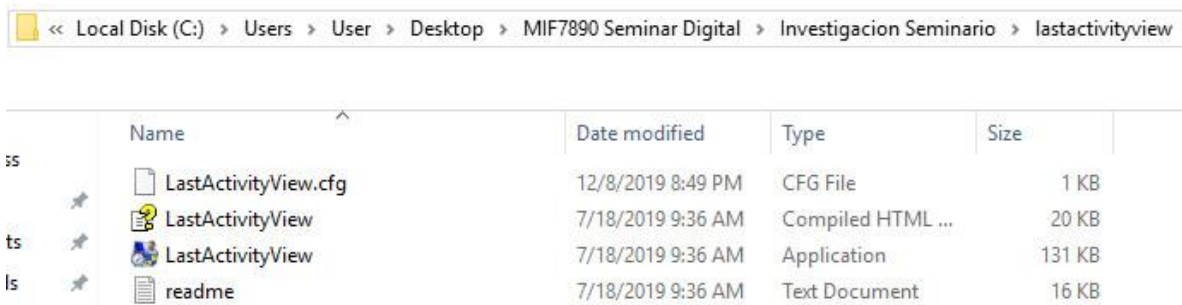 « Local Disk (C:) > Users > User > Desktop > MIF7890 Seminar Digital > Investigacion Seminario > lastactivityview
Name Date modified Type Size
ss
LastActivityView.cfg 12/8/2019 8:49 PM CFG File 1 KB
LastActivityView 7/18/2019 9:36 AM Compiled HTML ... 20 KB
ts LastActivityView 7/18/2019 9:36 AM Application 131 KB
ls readme 7/18/2019 9:36 AM Text Document 16 KB